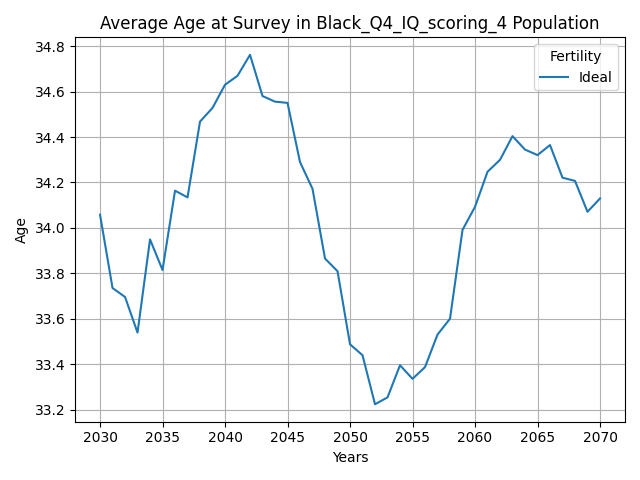 Average Age at Survey in Black_Q4_IQ_scoring_4 Population
Fertility
Ideal
34.8
34.6
34.4
34.2
34.0
33.8
33.6
33.4
33.2
Age
2030 2035 2040 2045 2050 2055 2060 2065 2070
Years